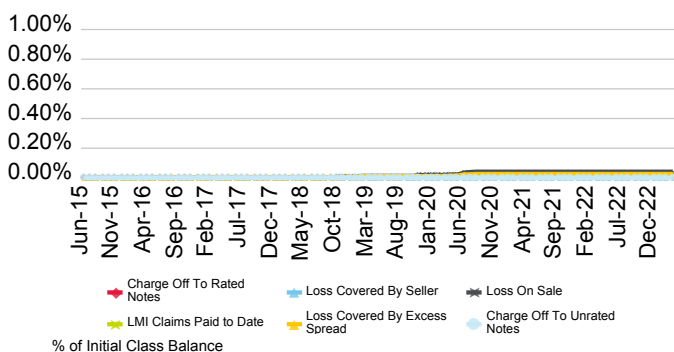 1.00%
0.80%
0.60%
0.40%
0.20%
0.00%
Jun-15
Nov-15
Apr-16
Sep-16
Feb-17
Jul-17
Dec-17
May-18
Oct-18
Mar-19
Aug-19
Jan-20
Jun-20
Nov-20
Apr-21
Sep-21
Feb-22
Jul-22
Dec-22
Charge Off To Rated
Notes
Loss Covered By Seller
Loss On Sale
LMI Claims Paid to Date
Loss Covered By Excess
Spread
Charge Off To Unrated
Notes
% of Initial Class Balance